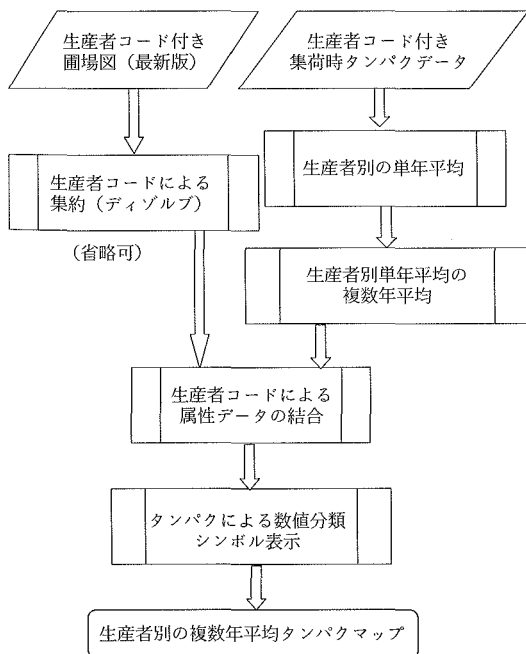 生産者コード付き
圃場図（最新版）
生産者コード付き
集荷時タンパクデータ
生産者コードによる
集約（ディゾルブ）
（省略可）
生産者別の単年平均
生産者別単年平均の
複数年平均
生産者コードによる
属性データの結合
タンパクによる数値分類
シンボル表示
生産者別の複数年平均タンパクマップ